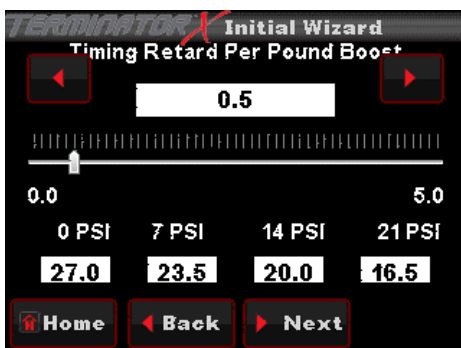 TERMINATOR X Initial Wizard
Timing Retard Per Pound Boost
0.5
0.0 5.0
0 PSI 7 PSI 14 PSI 21 PSI
27.0 23.5 20.0 16.5
Home Back Next